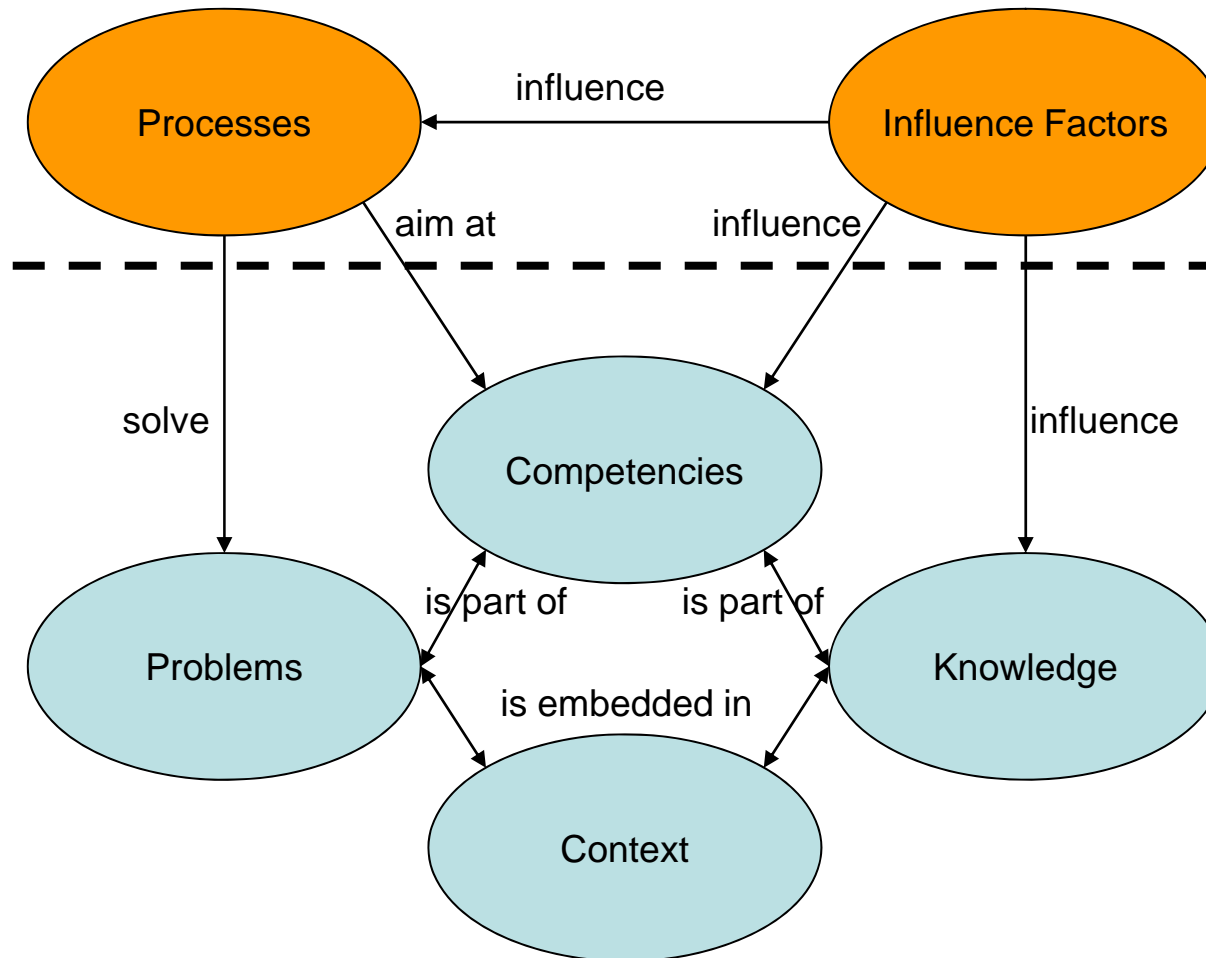 influence
Processes
Influence Factors
aim at
influence
solve
influence
Competencies
is part of
is part of
Problems
Knowledge
is embedded in
Context